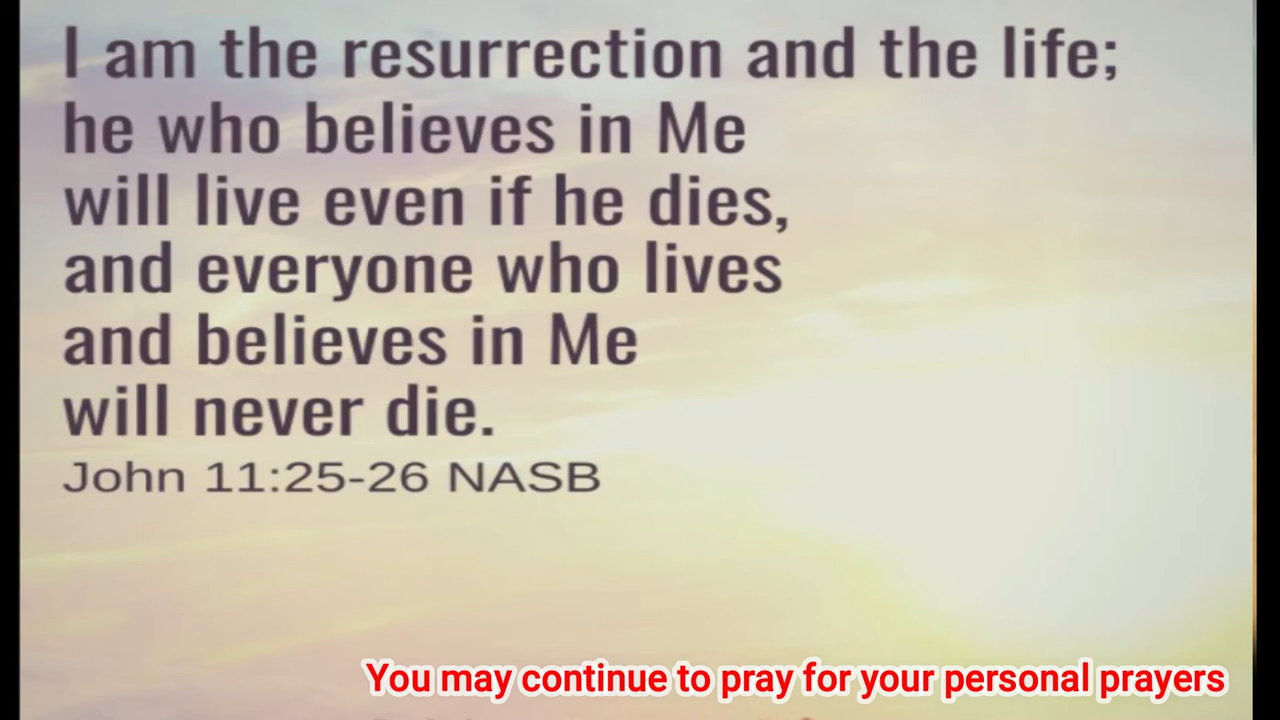 I am the resurrection and the life;
he who believes in Me
will live even if he dies,
and everyone who lives
and believes in Me
will never die.
John 11:25-26 NASB
You may continue to pray for your personal prayers